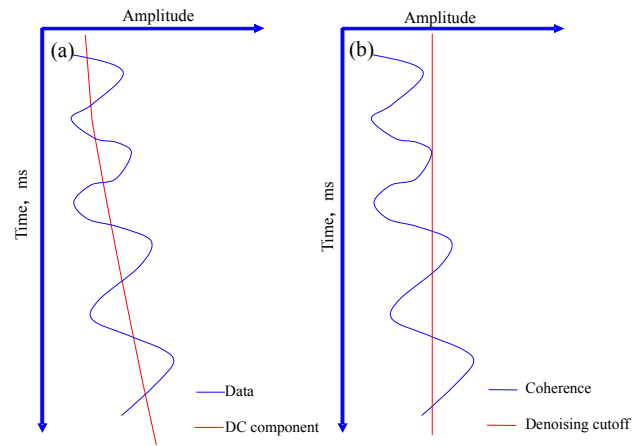 Amplitude
(a)
Time, ms
Data
DC component
Amplitude
(b)
Time, ms
Coherence
Denoising cutoff